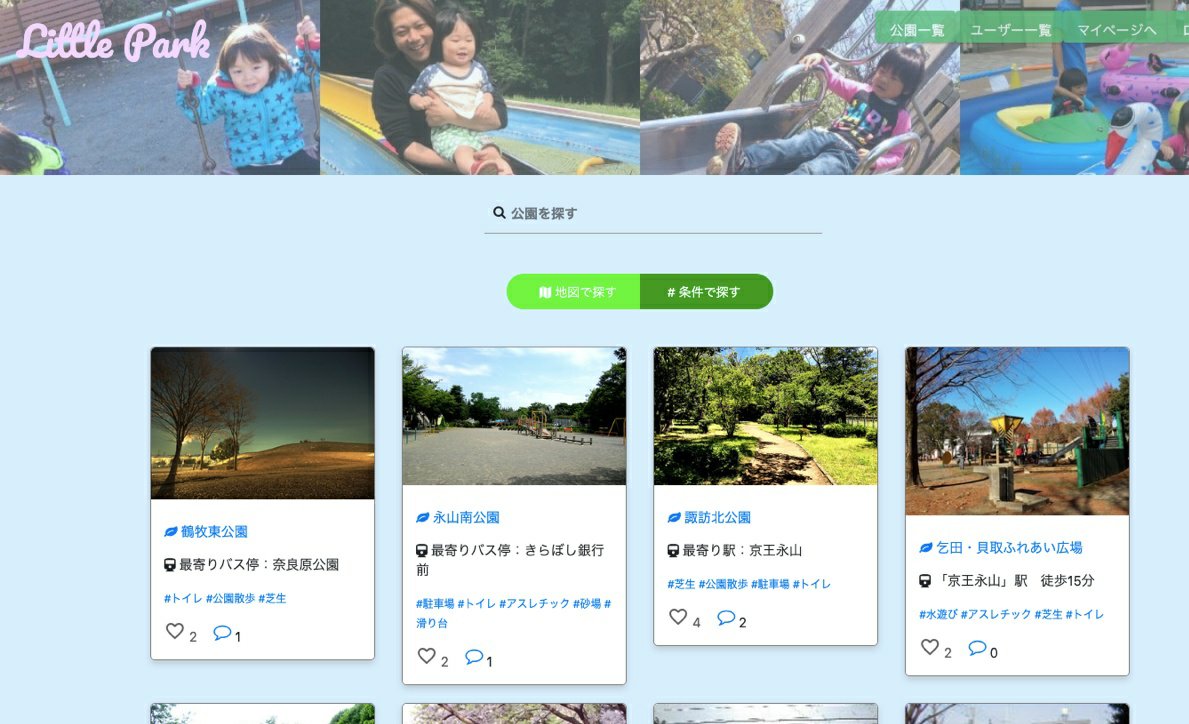 Little Park
公園一覧 ユーザー一覧 マイページへ
公園を探す
地図で探す # 条件で探す
鶴牧東公園
最寄りバス停：奈良原公園
#トイレ #公園散歩 #芝生
2 1
永山南公園
最寄りバス停：きらぼし銀行
前
#駐車場 #トイレ #アスレチック #砂場 #
滑り台
2 1
諏訪北公園
最寄り駅：京王永山
#芝生 #公園散歩 #駐車場 #トイレ
4 2
乞田・貝取ふれあい広場
「京王永山」駅　徒歩15分
#水遊び #アスレチック #芝生 #トイレ
2 0